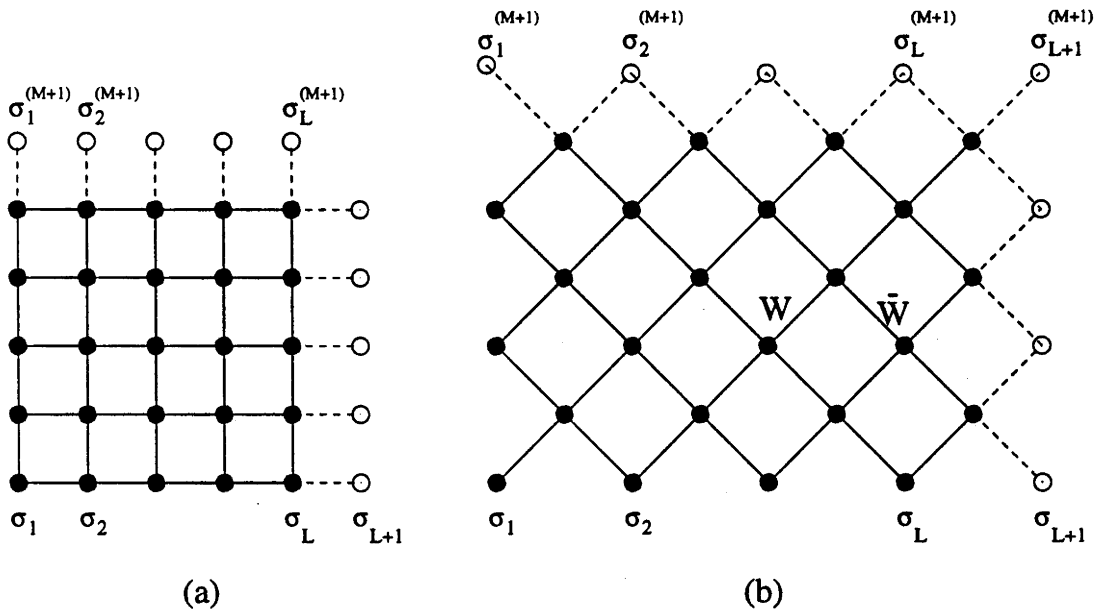 σ₁^(M+1) σ₂^(M+1) σ_L^(M+1)
σ₁ σ₂ σ_L σ_{L+1}
(a)
σ₁^(M+1) σ₂^(M+1) σ_L^(M+1) σ_{L+1}^(M+1)
W W̄
σ₁ σ₂ σ_L σ_{L+1}
(b)